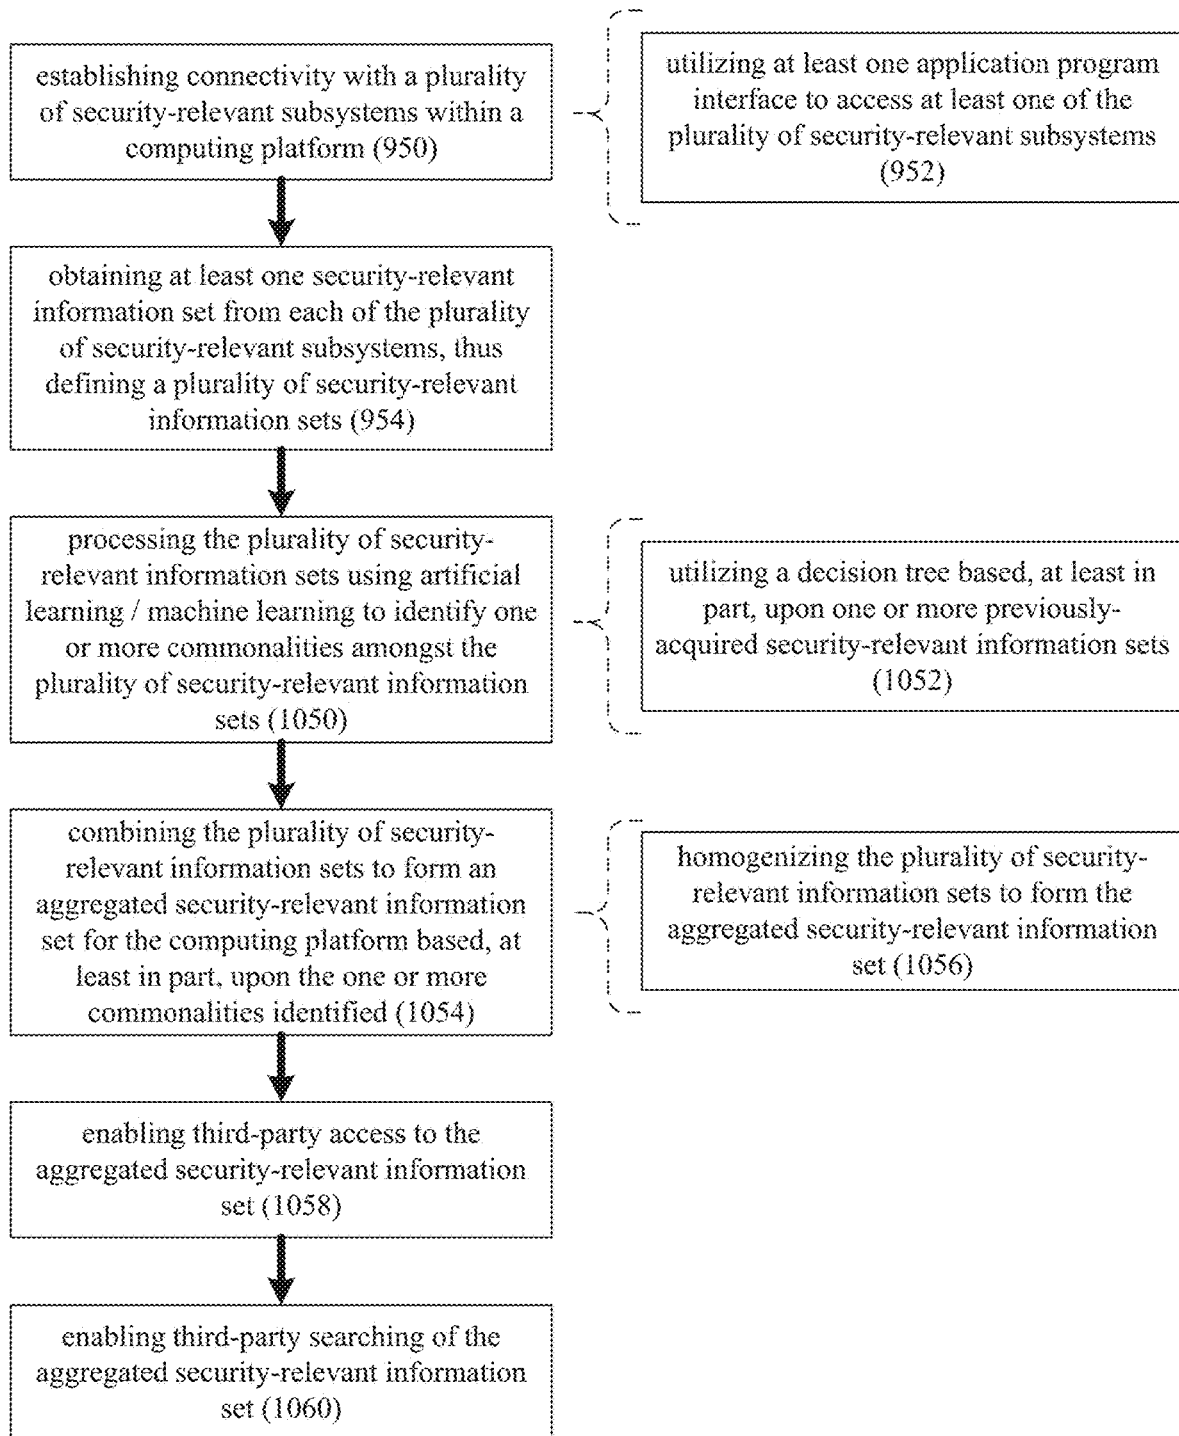 establishing connectivity with a plurality
of security-relevant subsystems within a
computing platform (950)
utilizing at least one application program
interface to access at least one of the
plurality of security-relevant subsystems
(952)
obtaining at least one security-relevant
information set from each of the plurality
of security-relevant subsystems, thus
defining a plurality of security-relevant
information sets (954)
processing the plurality of security-
relevant information sets using artificial
learning / machine learning to identify one
or more commonalities amongst the
plurality of security-relevant information
sets (1050)
utilizing a decision tree based, at least in
part, upon one or more previously-
acquired security-relevant information sets
(1052)
combining the plurality of security-
relevant information sets to form an
aggregated security-relevant information
set for the computing platform based, at
least in part, upon the one or more
commonalities identified (1054)
homogenizing the plurality of security-
relevant information sets to form the
aggregated security-relevant information
set (1056)
enabling third-party access to the
aggregated security-relevant information
set (1058)
enabling third-party searching of the
aggregated security-relevant information
set (1060)